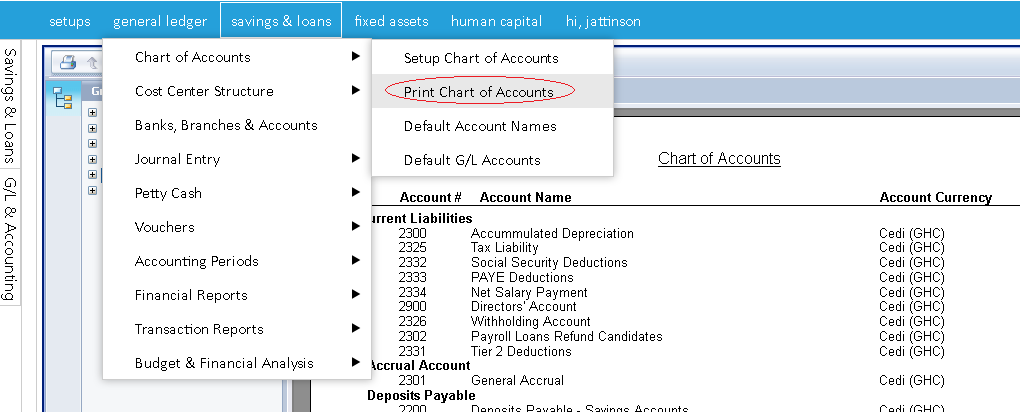 setups general ledger savings & loans fixed assets human capital hi, jattinson
Savings & Loans
G/L & Accounting
Chart of Accounts
Cost Center Structure
Banks, Branches & Accounts
Journal Entry
Petty Cash
Vouchers
Accounting Periods
Financial Reports
Transaction Reports
Budget & Financial Analysis
Setup Chart of Accounts
Print Chart of Accounts
Default Account Names
Default G/L Accounts
Chart of Accounts
Account # Account Name Account Currency
urrent Liabilities
2300 Accummulated Depreciation Cedi (GHC)
2325 Tax Liability Cedi (GHC)
2332 Social Security Deductions Cedi (GHC)
2333 PAYE Deductions Cedi (GHC)
2334 Net Salary Payment Cedi (GHC)
2900 Directors' Account Cedi (GHC)
2326 Withholding Account Cedi (GHC)
2302 Payroll Loans Refund Candidates Cedi (GHC)
2331 Tier 2 Deductions Cedi (GHC)
Accrual Account
2301 General Accrual Cedi (GHC)
Deposits Payable
2200 Deposits Payable - Savings Accounts Cedi (GHC)